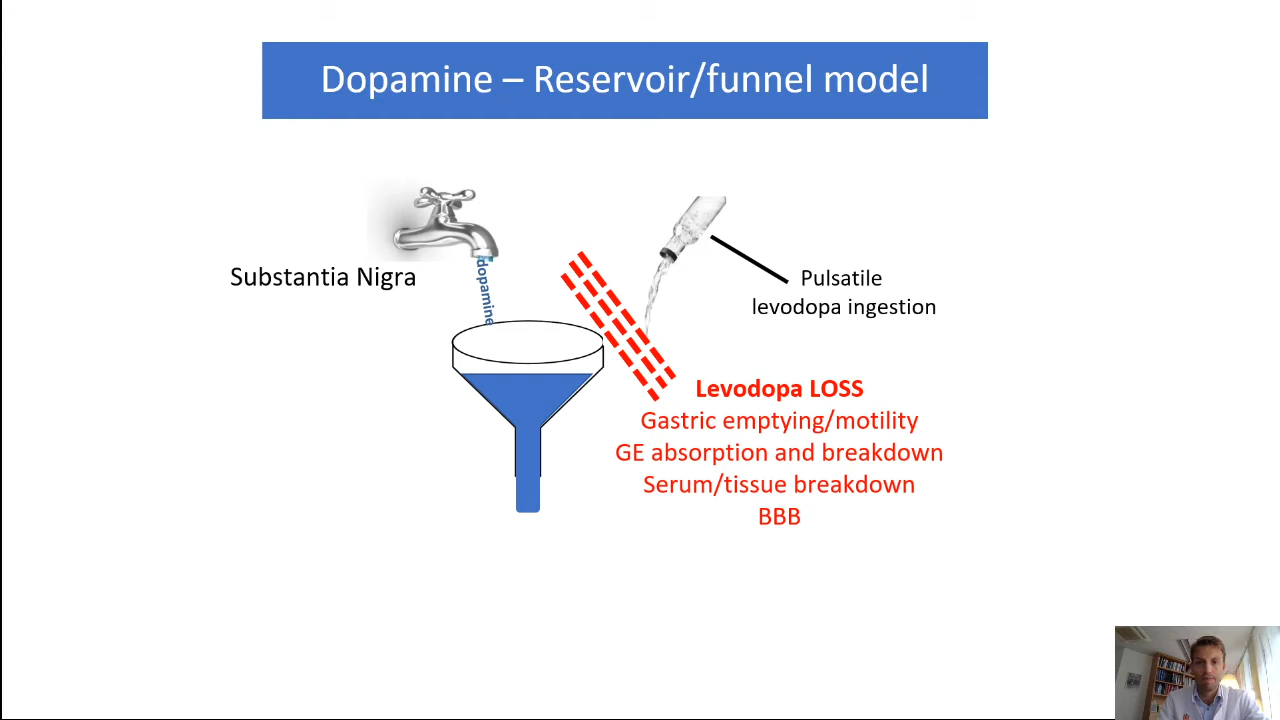 Dopamine – Reservoir/funnel model
dopamine
Substantia Nigra
Pulsatile
levodopa ingestion
Levodopa LOSS
Gastric emptying/motility
GE absorption and breakdown
Serum/tissue breakdown
BBB